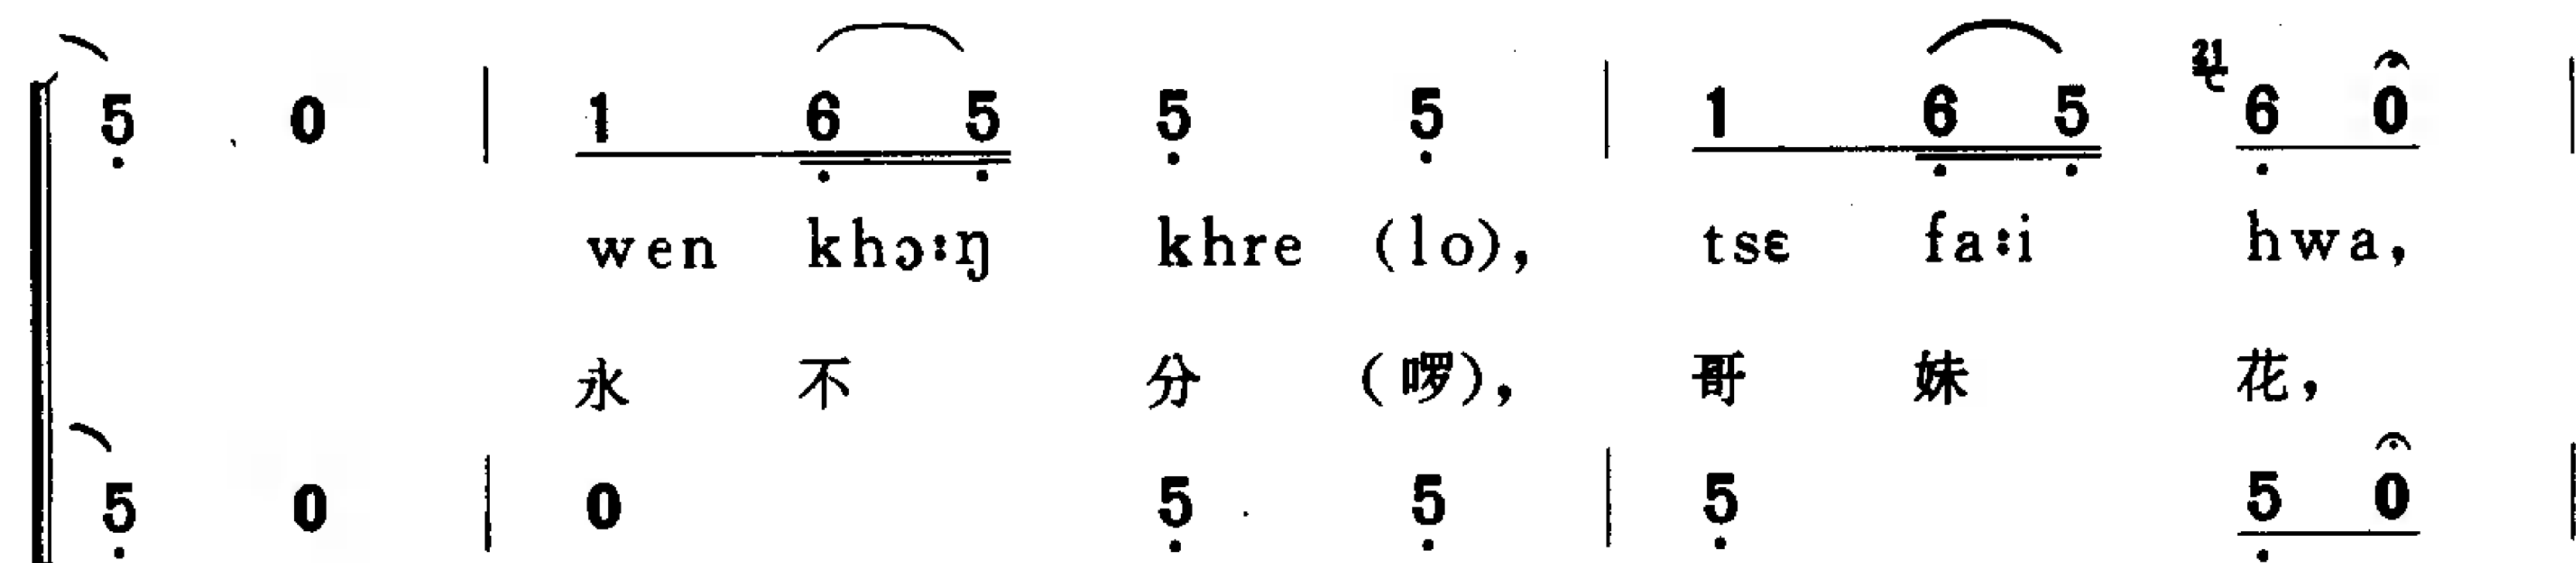 5 0 | 1 6 5 5 5 | 1 6 5 21 6 0 |
wen khɔːŋ khre (lo), tsɛ faːi hwa,
永 不 分 (啰), 哥 妹 花,
5 0 | 0 5 5 | 5 5 0 |